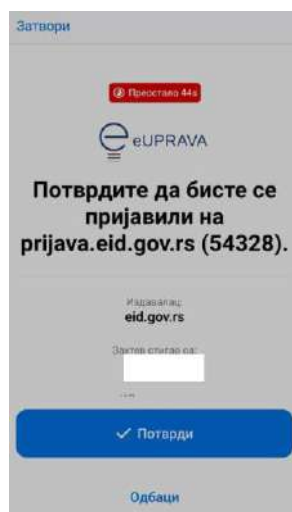 Затвори
Преостало 44s
eUPRAVA
Потврдите да бисте се
пријавили на
prijava.eid.gov.rs (54328).
Издавалац:
eid.gov.rs
Захтев стигао од:
Потврди
Одбаци